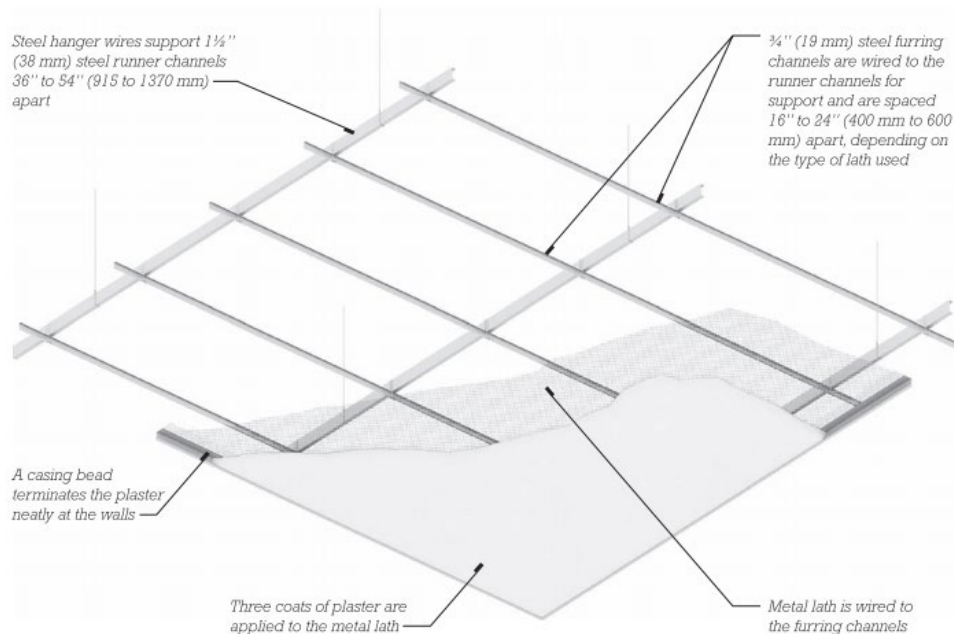 Steel hanger wires support 1½"
(38 mm) steel runner channels
36" to 54" (915 to 1370 mm)
apart
¾" (19 mm) steel furring
channels are wired to the
runner channels for
support and are spaced
16" to 24" (400 mm to 600
mm) apart, depending on
the type of lath used
A casing bead
terminates the plaster
neatly at the walls
Three coats of plaster are
applied to the metal lath
Metal lath is wired to
the furring channels